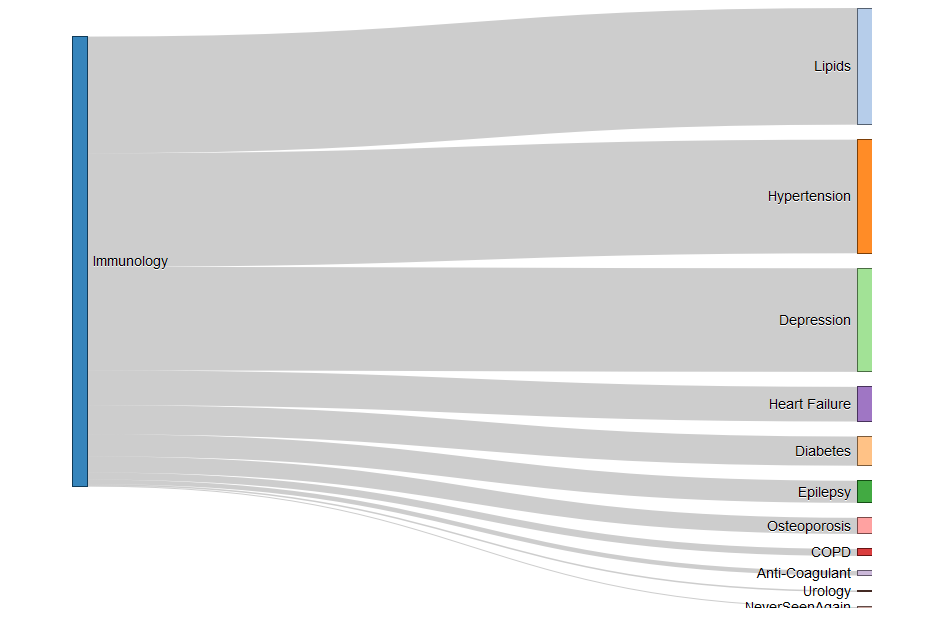 Lipids
Hypertension
Immunology
Depression
Heart Failure
Diabetes
Epilepsy
Osteoporosis
COPD
Anti-Coagulant
Urology
NeverSeenAgain